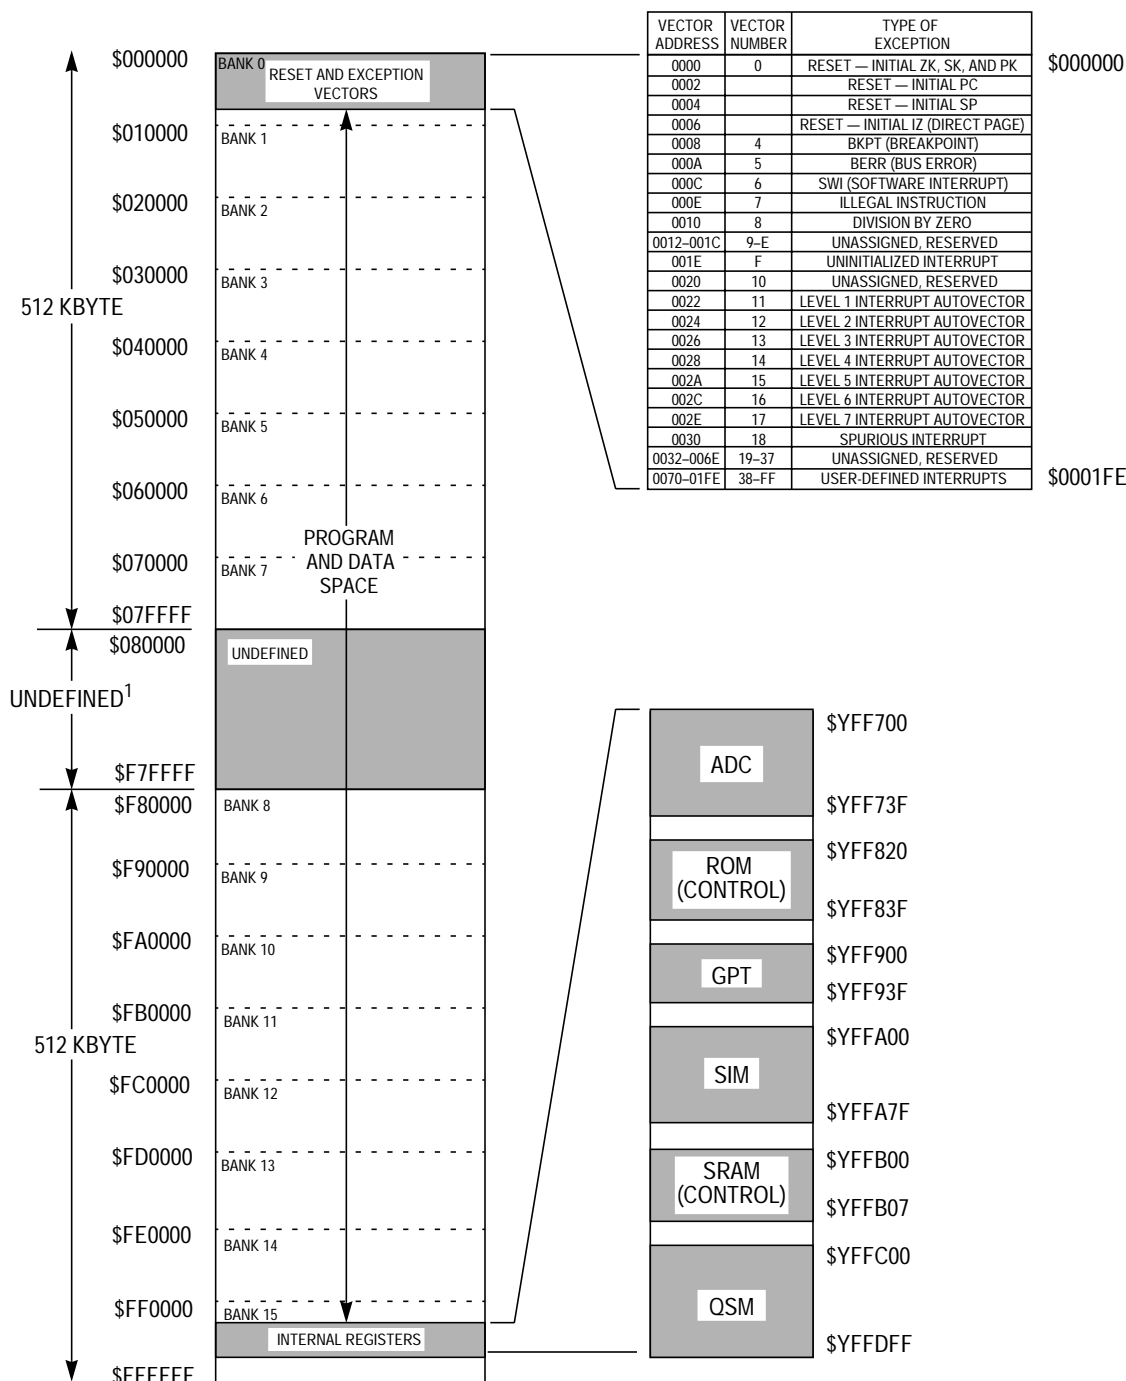 VECTOR ADDRESS VECTOR NUMBER TYPE OF EXCEPTION
0000 0 RESET — INITIAL ZK, SK, AND PK
0002 RESET — INITIAL PC
0004 RESET — INITIAL SP
0006 RESET — INITIAL IZ (DIRECT PAGE)
0008 4 BKPT (BREAKPOINT)
000A 5 BERR (BUS ERROR)
000C 6 SWI (SOFTWARE INTERRUPT)
000E 7 ILLEGAL INSTRUCTION
0010 8 DIVISION BY ZERO
0012–001C 9–E UNASSIGNED, RESERVED
001E F UNINITIALIZED INTERRUPT
0020 10 UNASSIGNED, RESERVED
0022 11 LEVEL 1 INTERRUPT AUTOVECTOR
0024 12 LEVEL 2 INTERRUPT AUTOVECTOR
0026 13 LEVEL 3 INTERRUPT AUTOVECTOR
0028 14 LEVEL 4 INTERRUPT AUTOVECTOR
002A 15 LEVEL 5 INTERRUPT AUTOVECTOR
002C 16 LEVEL 6 INTERRUPT AUTOVECTOR
002E 17 LEVEL 7 INTERRUPT AUTOVECTOR
0030 18 SPURIOUS INTERRUPT
0032–006E 19–37 UNASSIGNED, RESERVED
0070–01FE 38–FF USER-DEFINED INTERRUPTS
$000000
$0001FE
$000000
BANK 0
RESET AND EXCEPTION
VECTORS
$010000
BANK 1
$020000
BANK 2
$030000
BANK 3
512 KBYTE
$040000
BANK 4
$050000
BANK 5
$060000
BANK 6
PROGRAM
AND DATA
SPACE
$070000
BANK 7
$07FFFF
$080000
UNDEFINED
UNDEFINED1
$F7FFFF
$F80000
BANK 8
$F90000
BANK 9
$FA0000
BANK 10
$FB0000
BANK 11
512 KBYTE
$FC0000
BANK 12
$FD0000
BANK 13
$FE0000
BANK 14
$FF0000
BANK 15
INTERNAL REGISTERS
$FFFFFF
$YFF700
ADC
$YFF73F
$YFF820
ROM
(CONTROL)
$YFF83F
$YFF900
GPT
$YFF93F
$YFFA00
SIM
$YFFA7F
$YFFB00
SRAM
(CONTROL)
$YFFB07
$YFFC00
QSM
$YFFDFF